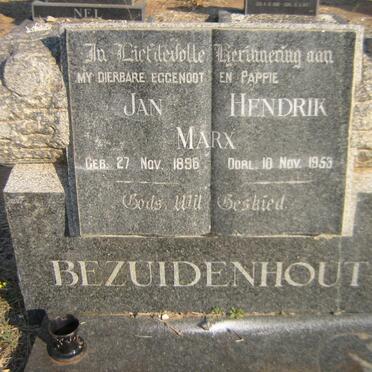 NEL
In Liefdevolle Herinnering aan
MY DIERBARE EGGENOOT EN PAPPIE
JAN HENDRIK
MARX
GEB. 27 NOV. 1896 OORL. 10 NOV. 1953
Gods Wil Geskied
BEZUIDENHOUT